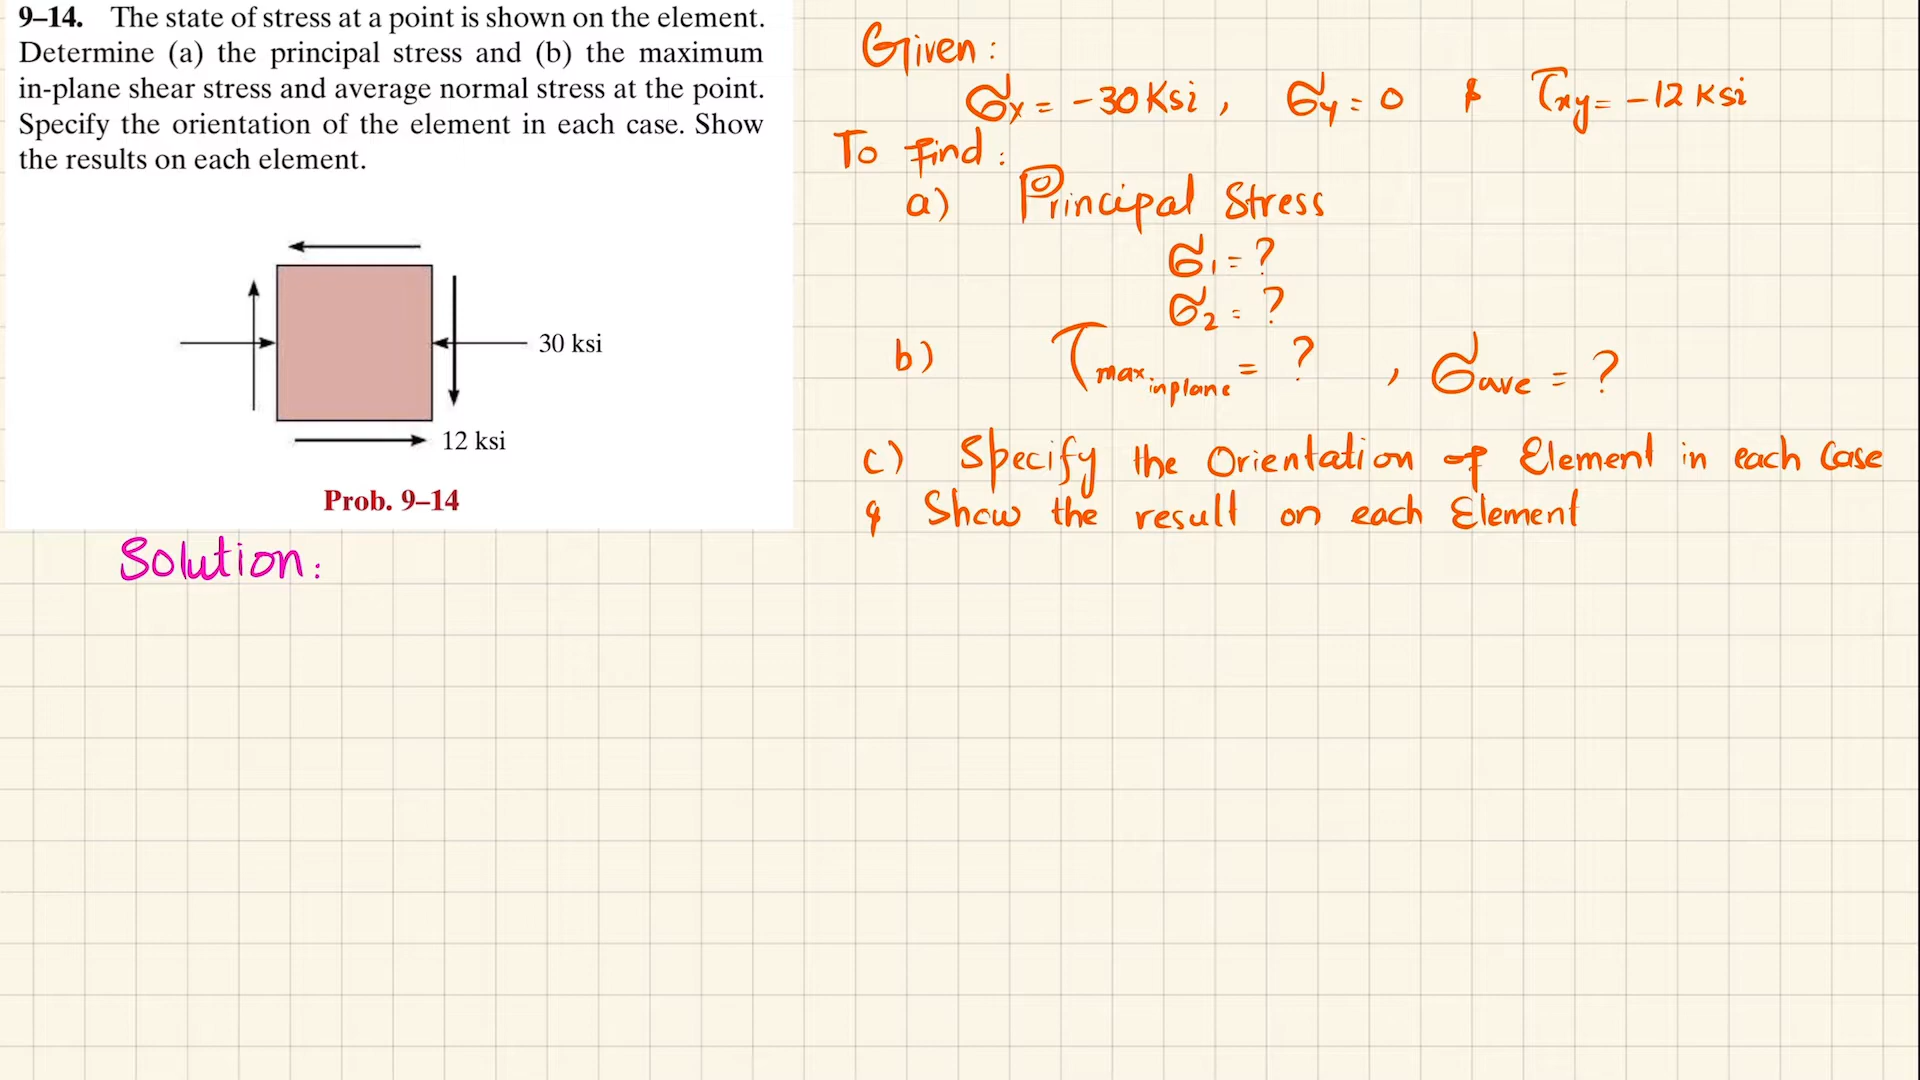 9–14. The state of stress at a point is shown on the element.
Determine (a) the principal stress and (b) the maximum
in-plane shear stress and average normal stress at the point.
Specify the orientation of the element in each case. Show
the results on each element.
30 ksi
12 ksi
Prob. 9–14
Given:
σx = -30 Ksi, σy = 0 & τxy = -12 Ksi
To find:
a) Principal Stress
σ1 = ?
σ2 = ?
b) τmax inplane = ?, σave = ?
c) Specify the Orientation of Element in each Case
& Show the result on each Element
Solution: